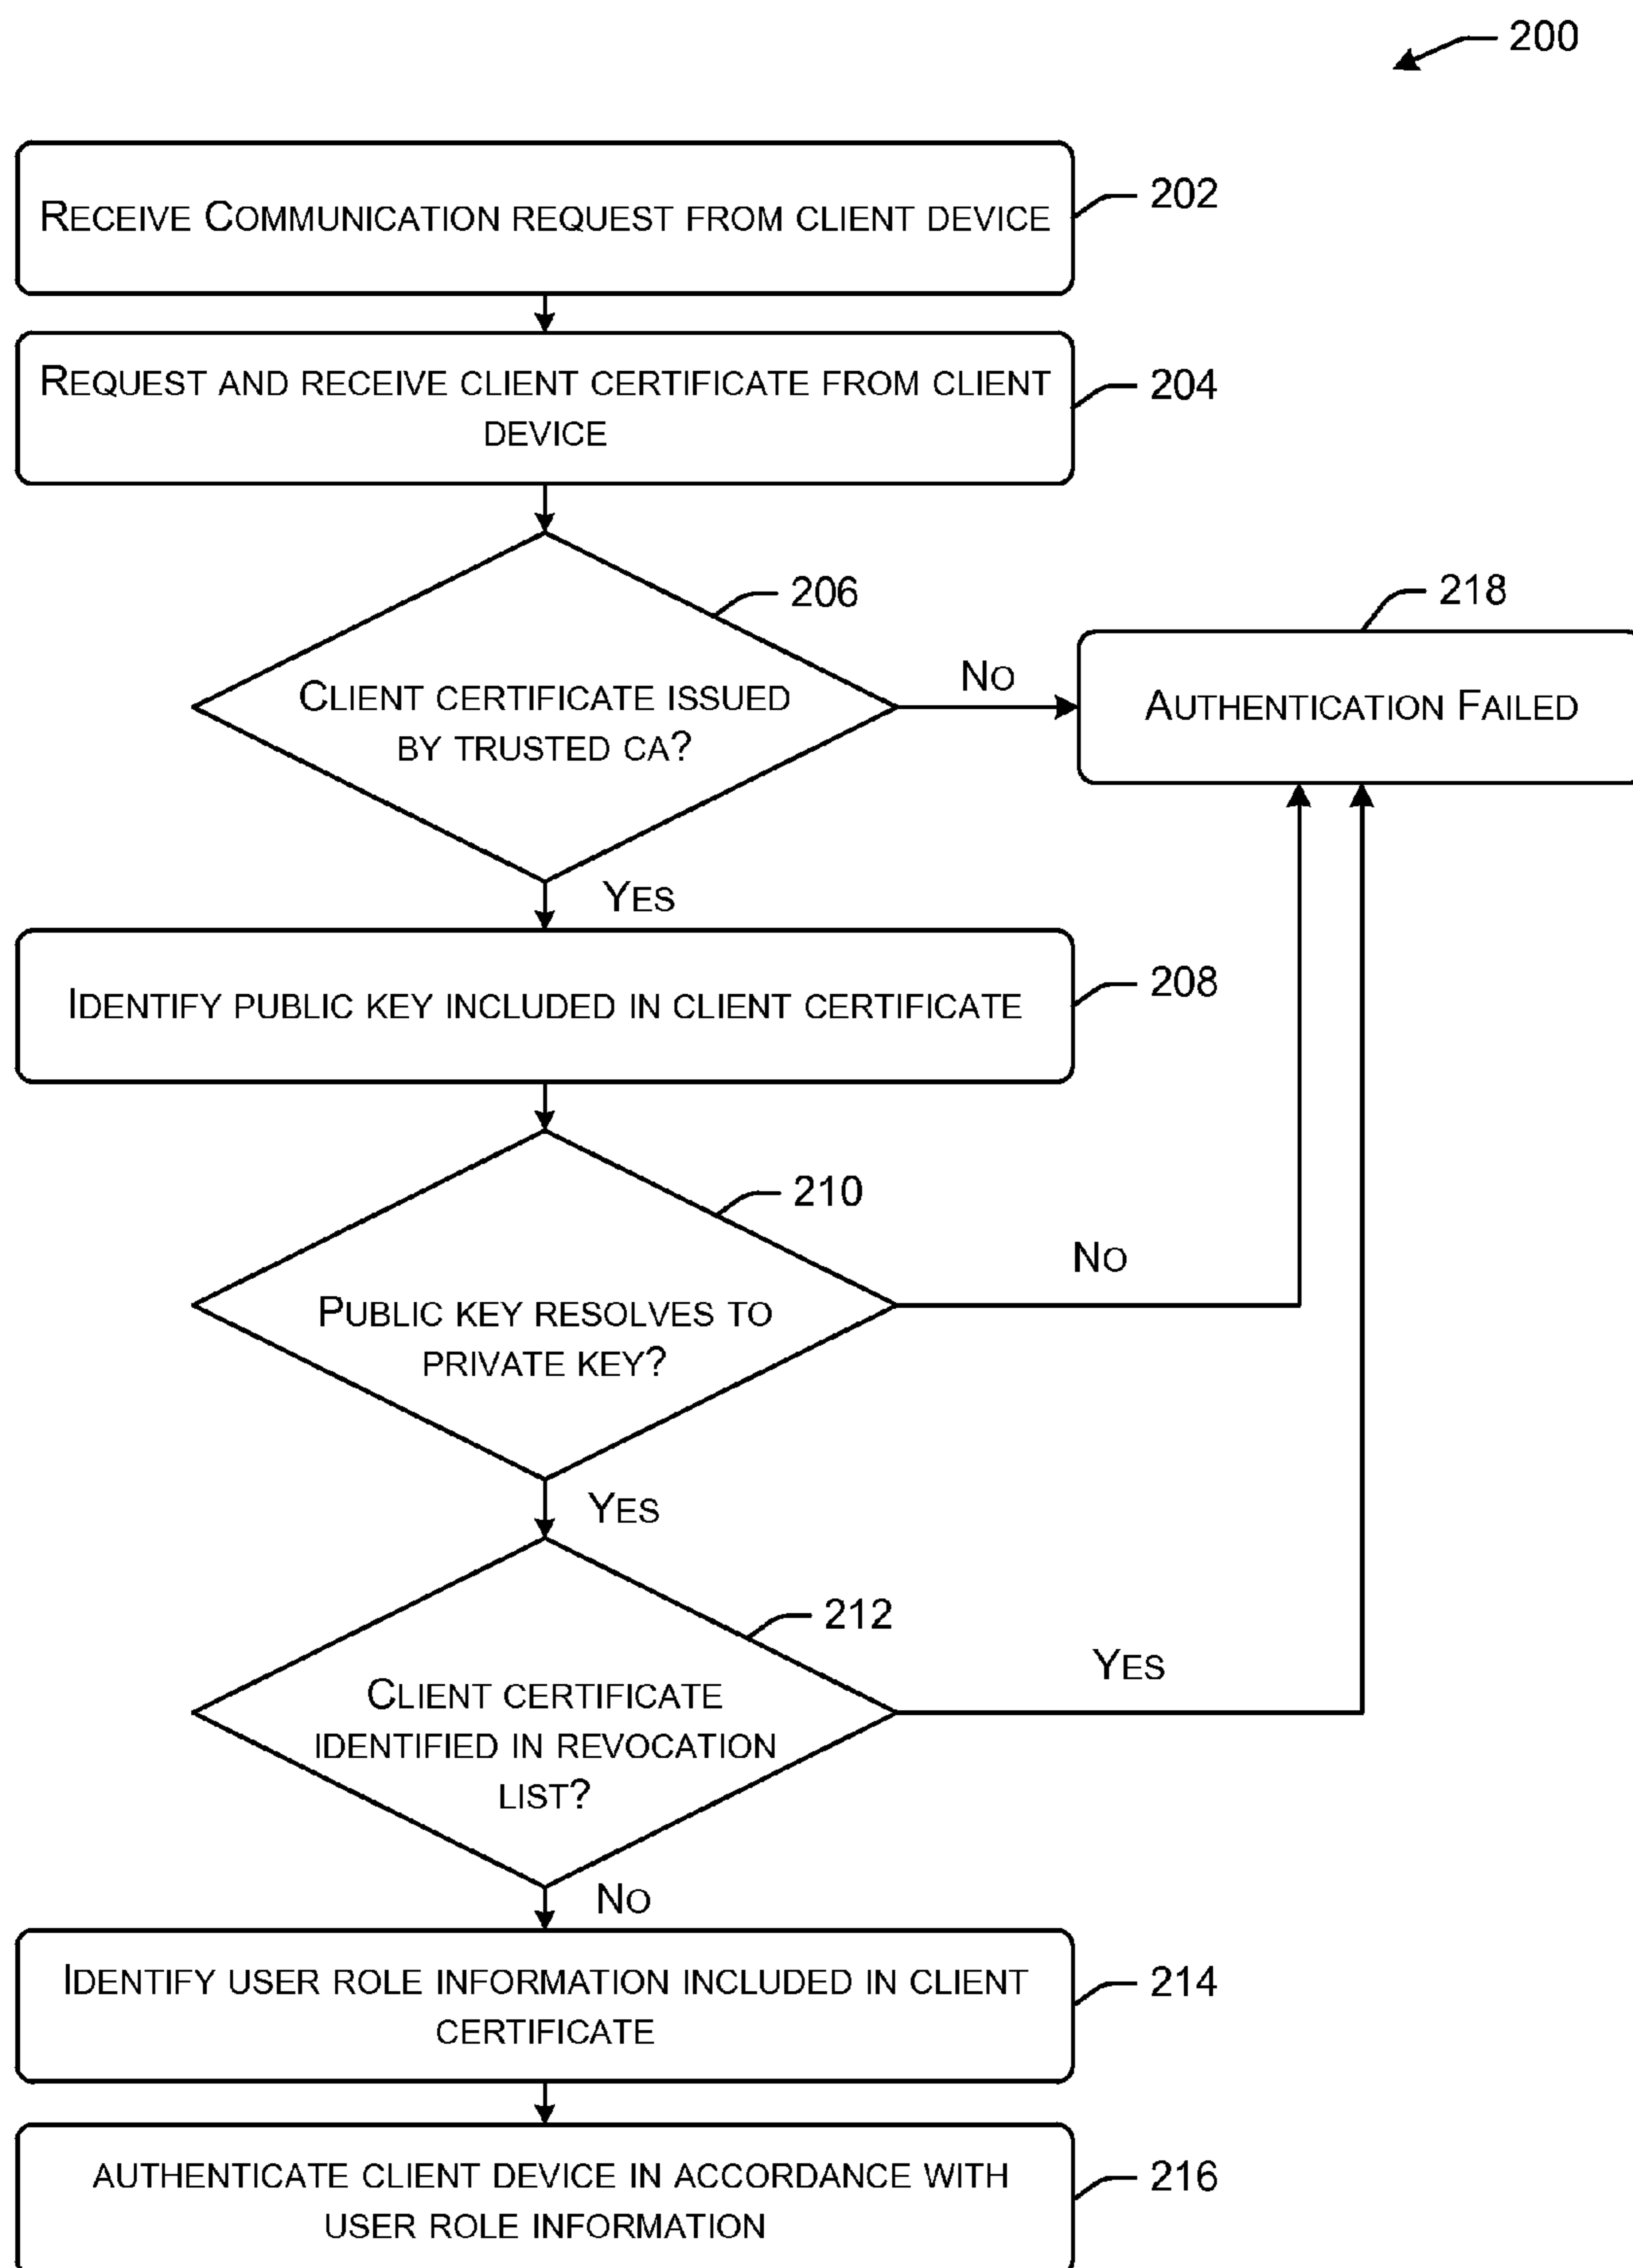 200
RECEIVE COMMUNICATION REQUEST FROM CLIENT DEVICE
202
REQUEST AND RECEIVE CLIENT CERTIFICATE FROM CLIENT
DEVICE
204
206
CLIENT CERTIFICATE ISSUED
BY TRUSTED CA?
NO
218
AUTHENTICATION FAILED
YES
IDENTIFY PUBLIC KEY INCLUDED IN CLIENT CERTIFICATE
208
210
PUBLIC KEY RESOLVES TO
PRIVATE KEY?
NO
YES
212
CLIENT CERTIFICATE
IDENTIFIED IN REVOCATION
LIST?
YES
NO
IDENTIFY USER ROLE INFORMATION INCLUDED IN CLIENT
CERTIFICATE
214
AUTHENTICATE CLIENT DEVICE IN ACCORDANCE WITH
USER ROLE INFORMATION
216